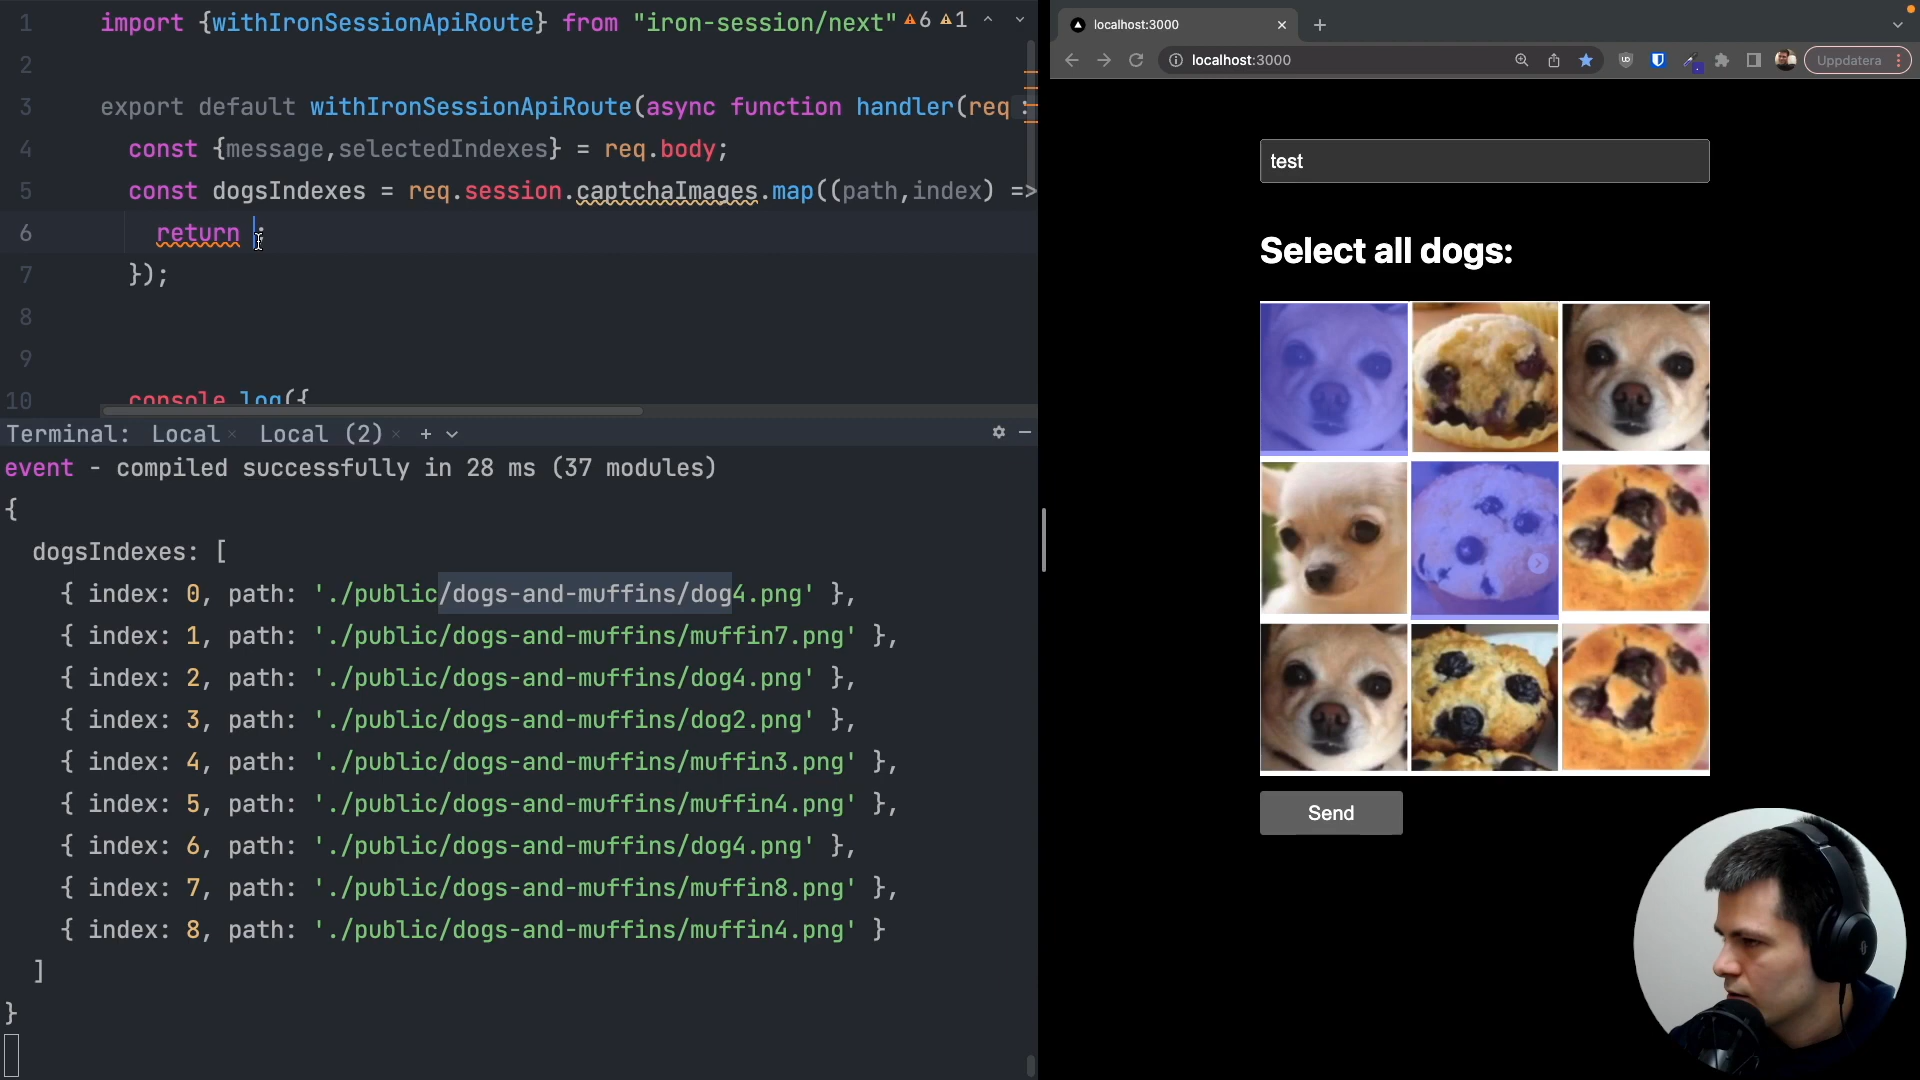 1 import {withIronSessionApiRoute} from "iron-session/next" 6 1
2
3 export default withIronSessionApiRoute(async function handler(req:
4 const {message,selectedIndexes} = req.body;
5 const dogsIndexes = req.session.captchaImages.map((path,index) =>
6 return ;
7 });
8
9
10 console.log({
Terminal: Local × Local (2) × +
event - compiled successfully in 28 ms (37 modules)
{
dogsIndexes: [
{ index: 0, path: './public/dogs-and-muffins/dog4.png' },
{ index: 1, path: './public/dogs-and-muffins/muffin7.png' },
{ index: 2, path: './public/dogs-and-muffins/dog4.png' },
{ index: 3, path: './public/dogs-and-muffins/dog2.png' },
{ index: 4, path: './public/dogs-and-muffins/muffin3.png' },
{ index: 5, path: './public/dogs-and-muffins/muffin4.png' },
{ index: 6, path: './public/dogs-and-muffins/dog4.png' },
{ index: 7, path: './public/dogs-and-muffins/muffin8.png' },
{ index: 8, path: './public/dogs-and-muffins/muffin4.png' }
]
}
localhost:3000
localhost:3000
Uppdatera
test
Select all dogs:
Send